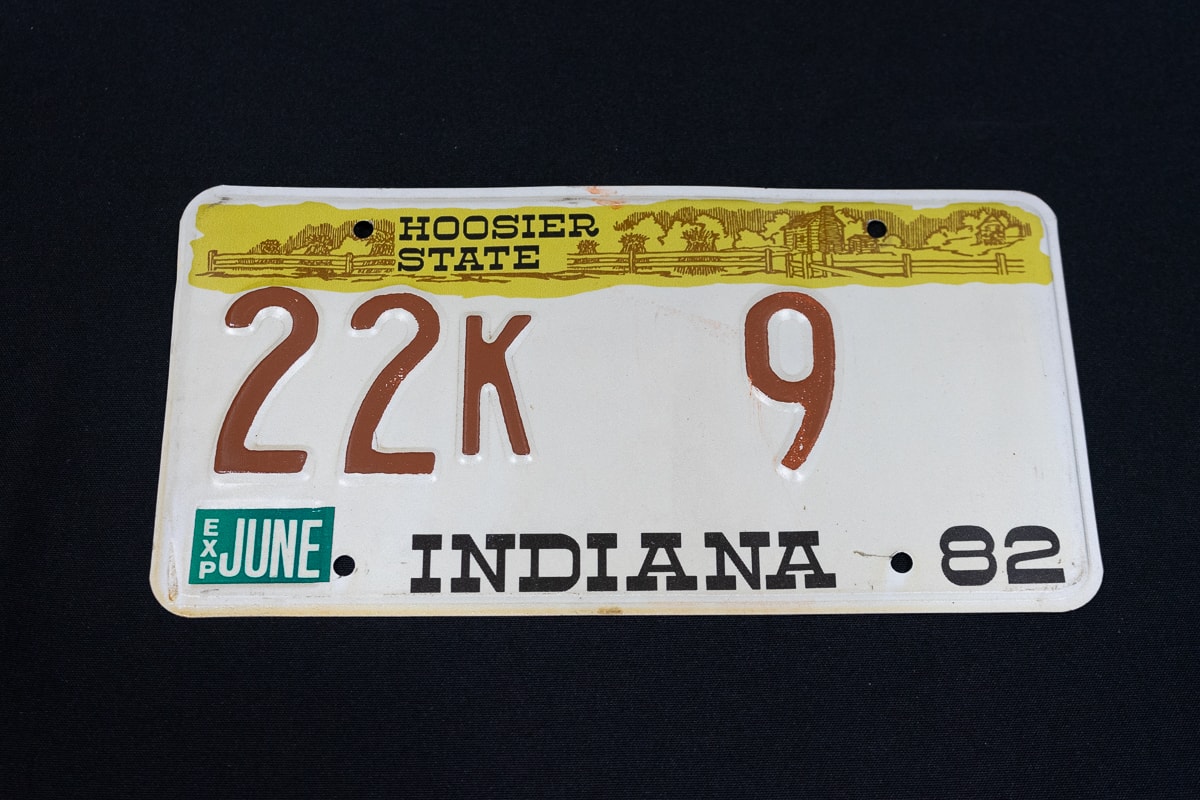 HOOSIER
STATE
22K 9
EXP JUNE
INDIANA 82